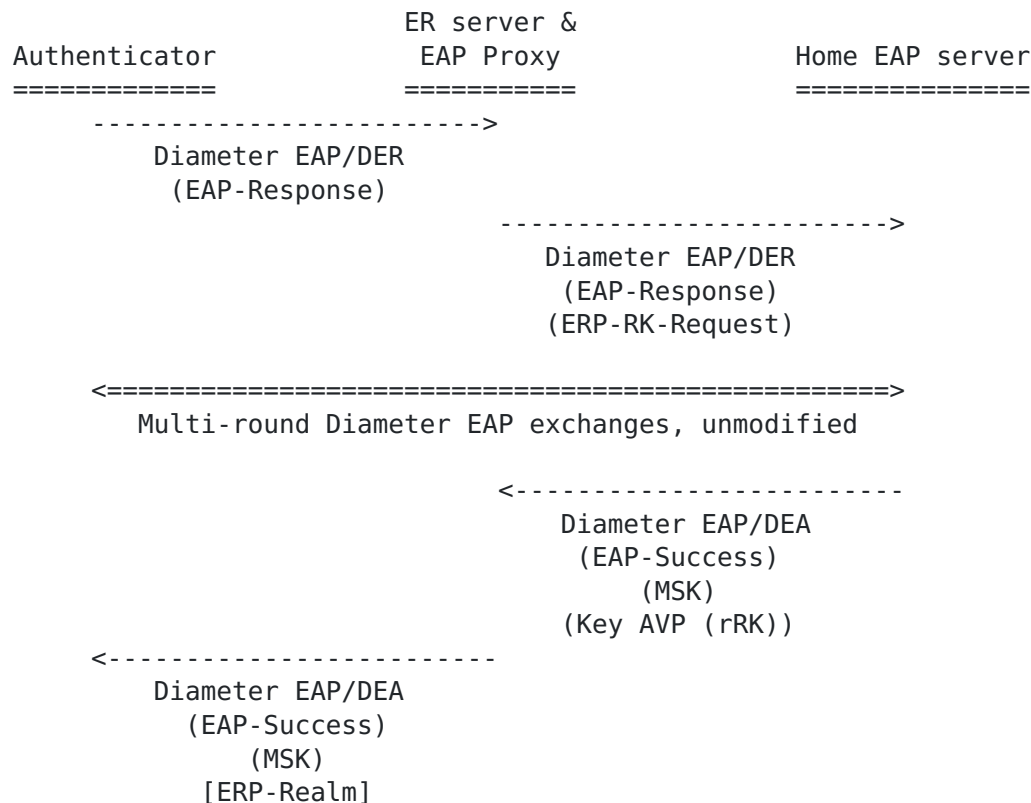 ER server &
Authenticator             EAP Proxy               Home EAP server
=============            ===========              ===============
     ------------------------->
         Diameter EAP/DER
          (EAP-Response)
                               ------------------------->
                                  Diameter EAP/DER
                                   (EAP-Response)
                                  (ERP-RK-Request)
     <==================================================>
        Multi-round Diameter EAP exchanges, unmodified
                               <-------------------------
                                   Diameter EAP/DEA
                                    (EAP-Success)
                                        (MSK)
                                   (Key AVP (rRK))
     <-------------------------
         Diameter EAP/DEA
           (EAP-Success)
               (MSK)
            [ERP-Realm]